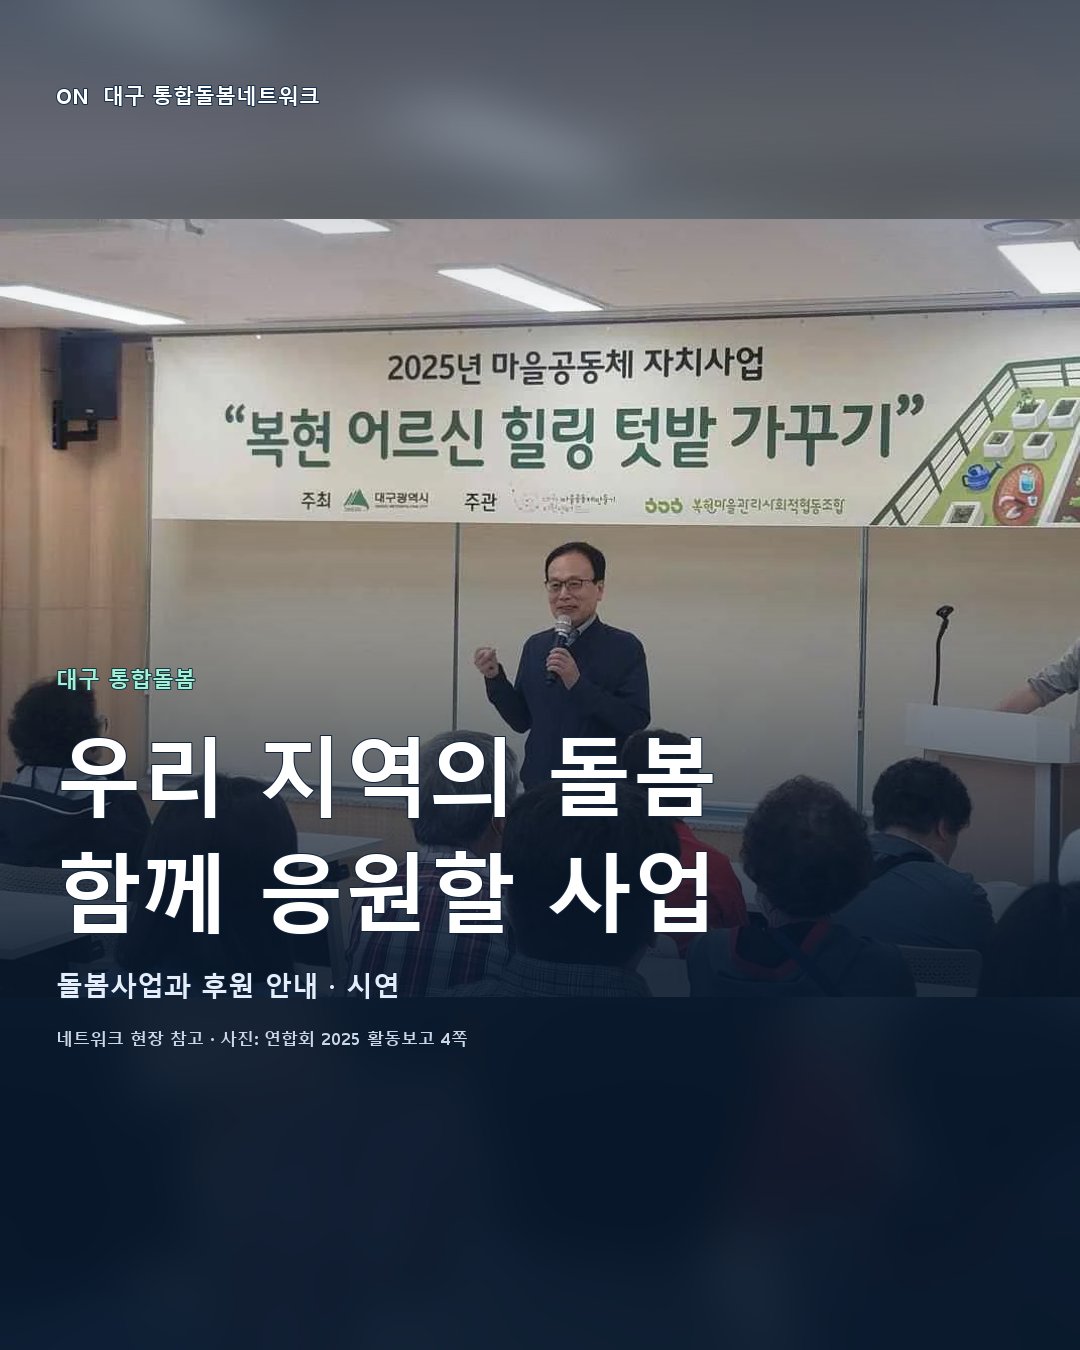 ON 대구 통합돌봄네트워크
2025년 마을공동체 자치사업
“복현 어르신 힐링 텃밭 가꾸기”
주최 대구광역시 주관 복현마을관리사회적협동조합
대구 통합돌봄
우리 지역의 돌봄
함께 응원할 사업
돌봄사업과 후원 안내 · 시연
네트워크 현장 참고 · 사진: 연합회 2025 활동보고 4쪽